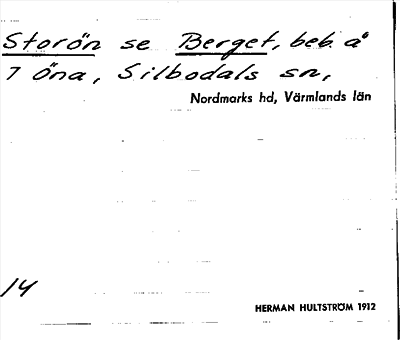 Storön se Berget, beb. å
7 Öna, Silbodals sn,
Nordmarks hd, Värmlands län
14
HERMAN HULTSTRÖM 1912